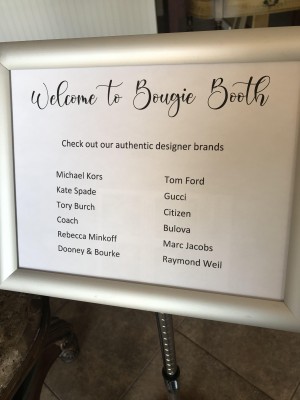 Welcome to Bougie Booth
Check out our authentic designer brands
Michael Kors
Kate Spade
Tory Burch
Coach
Rebecca Minkoff
Dooney & Bourke
Tom Ford
Gucci
Citizen
Bulova
Marc Jacobs
Raymond Weil